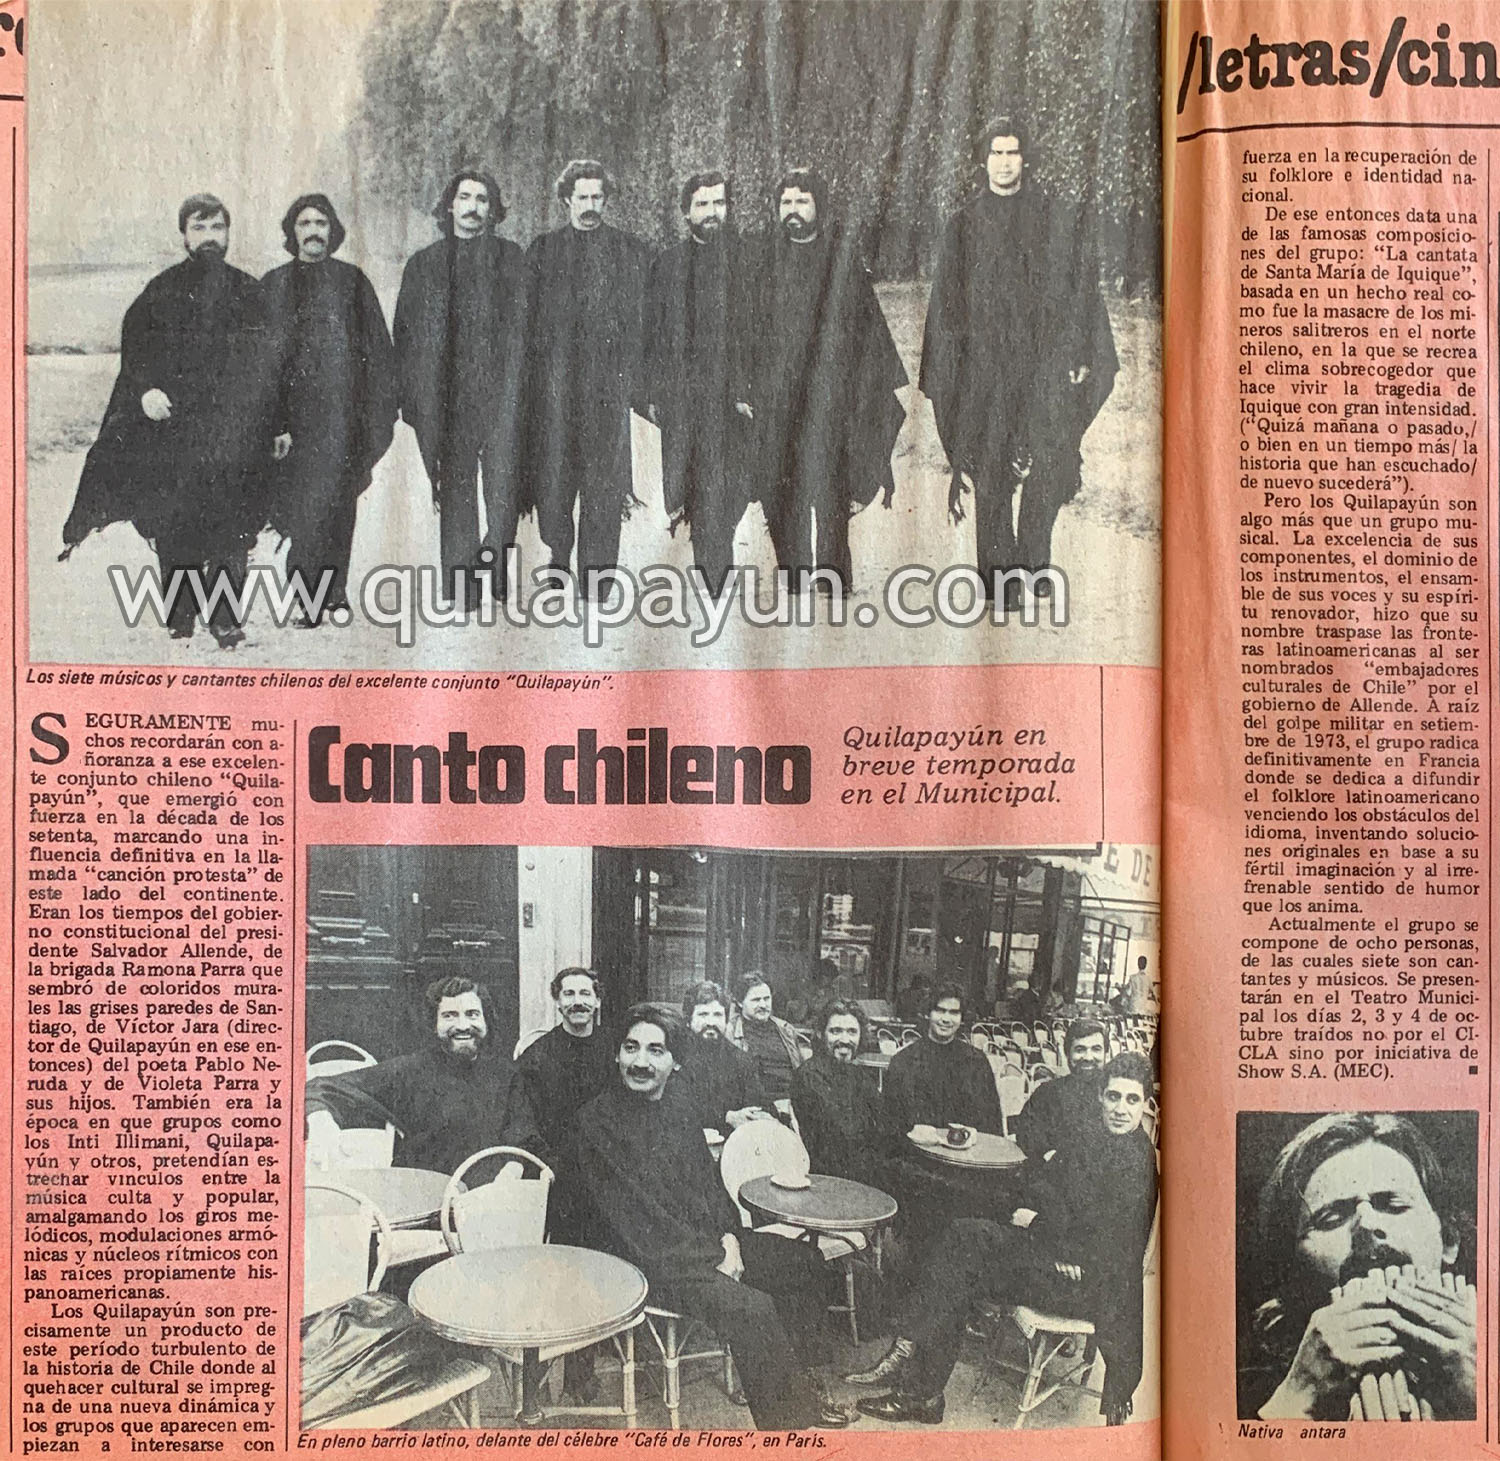 /letras/cin
www.quilapayun.com
Los siete músicos y cantantes chilenos del excelente conjunto "Quilapayún".
Canto chileno
Quilapayún en
breve temporada
en el Municipal.
SEGURAMENTE mu-
chos recordarán con a-
ñoranza a ese excelen-
te conjunto chileno "Quila-
payún", que emergió con
fuerza en la década de los
setenta, marcando una in-
fluencia definitiva en la lla-
mada "canción protesta" de
este lado del continente.
Eran los tiempos del gobier-
no constitucional del presi-
dente Salvador Allende, de
la brigada Ramona Parra que
sembró de coloridos mura-
les las grises paredes de San-
tiago, de Víctor Jara (direc-
tor de Quilapayún en ese en-
tonces) del poeta Pablo Ne-
ruda y de Violeta Parra y
sus hijos. También era la
época en que grupos como
los Inti Illimani, Quilapa-
yún y otros, pretendían es-
trechar vínculos entre la
música culta y popular,
amalgamando los giros me-
lódicos, modulaciones armó-
nicas y núcleos rítmicos con
las raíces propiamente his-
panoamericanas.
Los Quilapayún son pre-
cisamente un producto de
este período turbulento de
la historia de Chile donde al
quehacer cultural se impreg-
na de una nueva dinámica y
los grupos que aparecen em-
piezan a interesarse con
E DE
En pleno barrio latino, delante del célebre "Café de Flores", en París.
fuerza en la recuperación de
su folklore e identidad na-
cional.
De ese entonces data una
de las famosas composicio-
nes del grupo: "La cantata
de Santa María de Iquique",
basada en un hecho real co-
mo fue la masacre de los mi-
neros salitreros en el norte
chileno, en la que se recrea
el clima sobrecogedor que
hace vivir la tragedia de
Iquique con gran intensidad.
("Quizá mañana o pasado,/
o bien en un tiempo más/ la
historia que han escuchado/
de nuevo sucederá").
Pero los Quilapayún son
algo más que un grupo mu-
sical. La excelencia de sus
componentes, el dominio de
los instrumentos, el ensam-
ble de sus voces y su espíri-
tu renovador, hizo que su
nombre traspase las fronte-
ras latinoamericanas al ser
nombrados "embajadores
culturales de Chile" por el
gobierno de Allende. A raíz
del golpe militar en setiem-
bre de 1973, el grupo radica
definitivamente en Francia
donde se dedica a difundir
el folklore latinoamericano
venciendo los obstáculos del
idioma, inventando solucio-
nes originales en base a su
fértil imaginación y al irre-
frenable sentido de humor
que los anima.
Actualmente el grupo se
compone de ocho personas,
de las cuales siete son can-
tantes y músicos. Se presen-
tarán en el Teatro Munici-
pal los días 2, 3 y 4 de oc-
tubre traídos no por el CI-
CLA sino por iniciativa de
Show S.A. (MEC).
Nativa antara